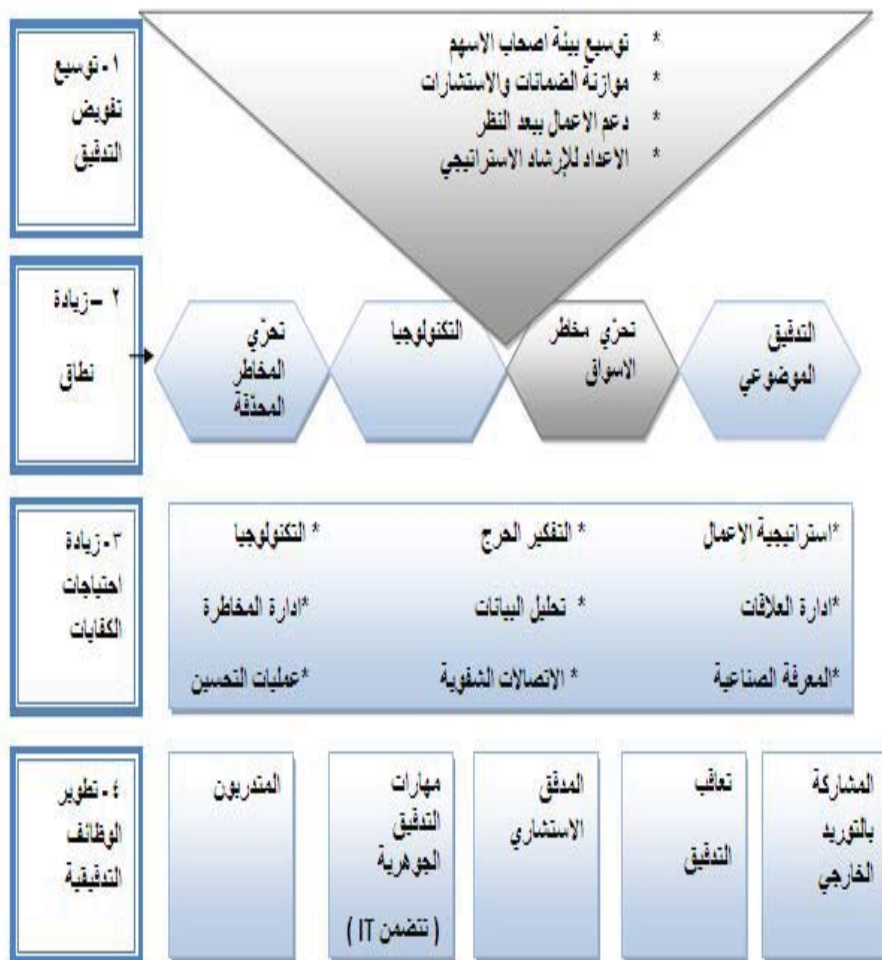 ١ - توسيع
تفويض
التدقيق
* توسيع بيئة اصحاب الاسهم
* موازنة الضمانات والاستشارات
* دعم الاعمال ببعد النظر
* الاعداد للإرشاد الاستراتيجي
٢ – زيادة
نطاق
التدقيق
الموضوعي
تحرّي مخاطر
الاسواق
التكنولوجيا
تحرّي
المخاطر
المحدّقة
٣ - زيادة
احتياجات
الكفايات
*استراتيجية الاعمال * التفكير الحرج * التكنولوجيا
*ادارة العلاقات * تحليل البيانات *ادارة المخاطرة
*المعرفة الصناعية * الاتصالات الشفوية *عمليات التحسين
٤ - تطوير
الوظائف
التدقيقية
المشاركة
بالتوريد
الخارجي
تعاقب
التدقيق
المدقق
الاستشاري
مهارات
التدقيق
الجوهرية
( تتضمن IT )
المتدربون